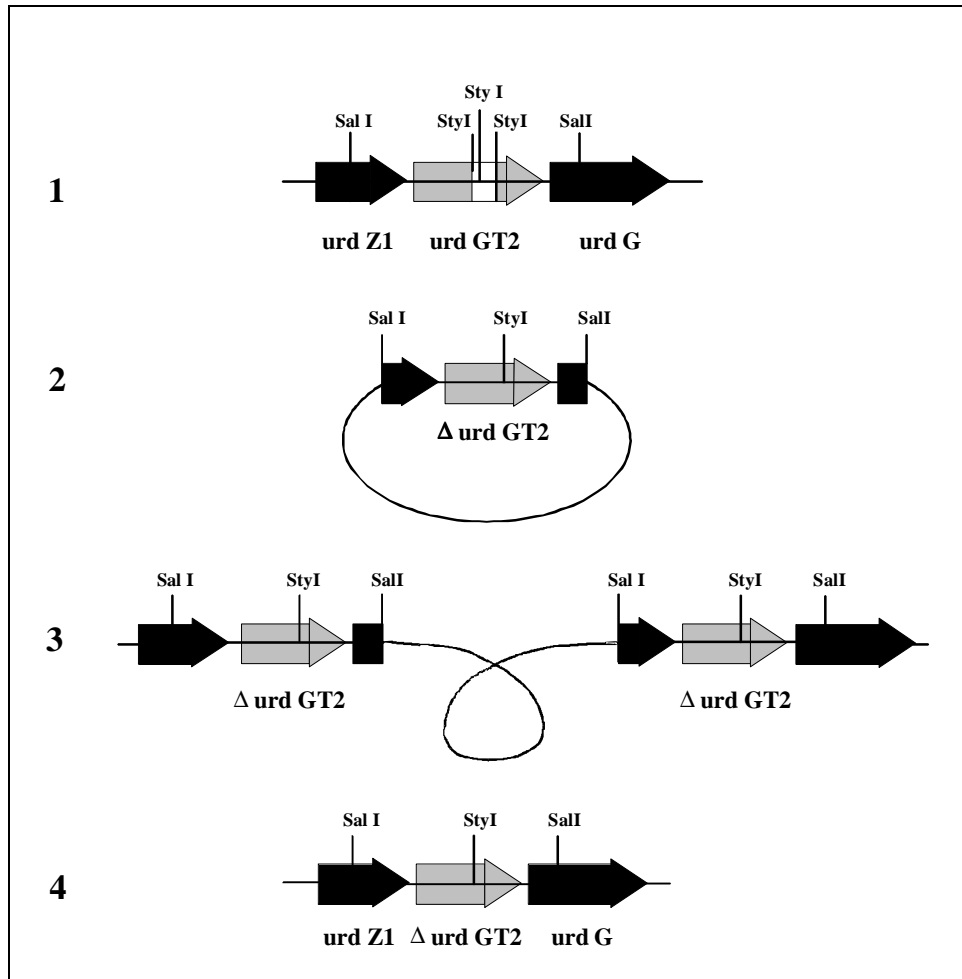 Sty I
Sal I StyI StyI SalI
1
urd Z1 urd GT2 urd G
Sal I StyI SalI
2
Δ urd GT2
Sal I StyI SalI Sal I StyI SalI
3
Δ urd GT2 Δ urd GT2
Sal I StyI SalI
4
urd Z1 Δ urd GT2 urd G